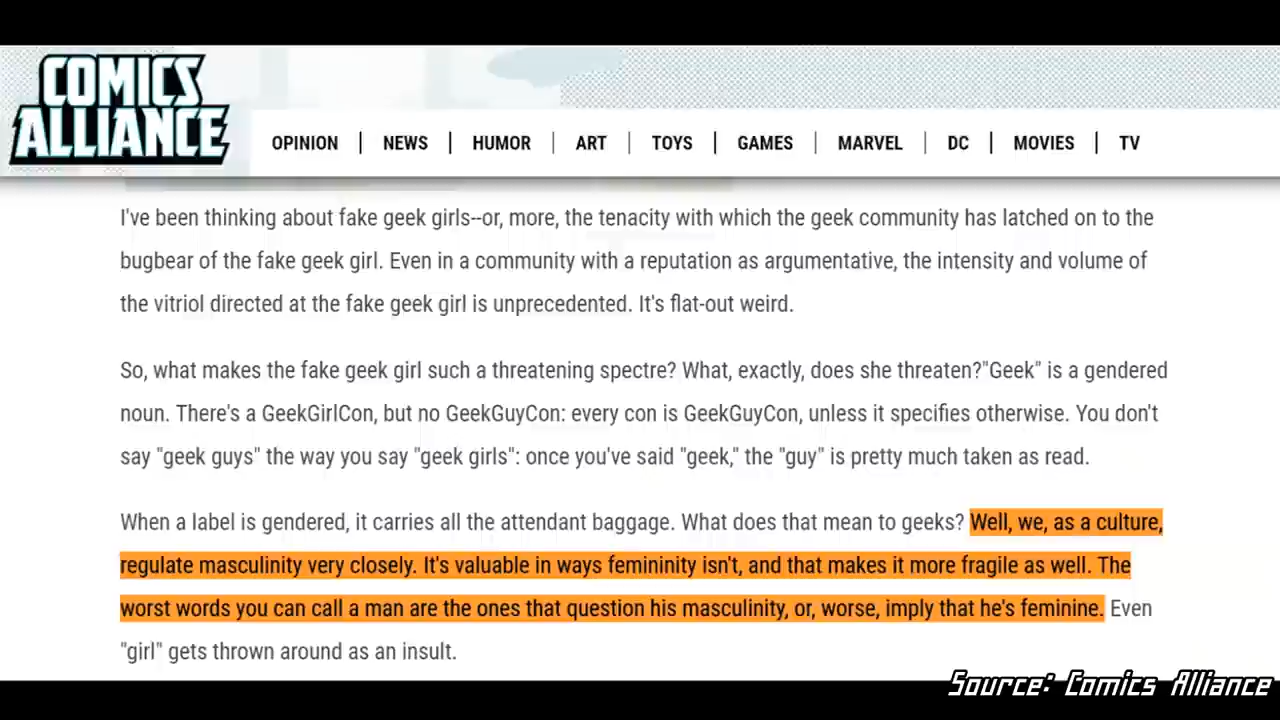 COMICS
ALLIANCE
OPINION | NEWS | HUMOR | ART | TOYS | GAMES | MARVEL | DC | MOVIES | TV
I've been thinking about fake geek girls--or, more, the tenacity with which the geek community has latched on to the
bugbear of the fake geek girl. Even in a community with a reputation as argumentative, the intensity and volume of
the vitriol directed at the fake geek girl is unprecedented. It's flat-out weird.
So, what makes the fake geek girl such a threatening spectre? What, exactly, does she threaten?"Geek" is a gendered
noun. There's a GeekGirlCon, but no GeekGuyCon: every con is GeekGuyCon, unless it specifies otherwise. You don't
say "geek guys" the way you say "geek girls": once you've said "geek," the "guy" is pretty much taken as read.
When a label is gendered, it carries all the attendant baggage. What does that mean to geeks? Well, we, as a culture,
regulate masculinity very closely. It's valuable in ways femininity isn't, and that makes it more fragile as well. The
worst words you can call a man are the ones that question his masculinity, or, worse, imply that he's feminine. Even
"girl" gets thrown around as an insult.
Source: Comics Alliance